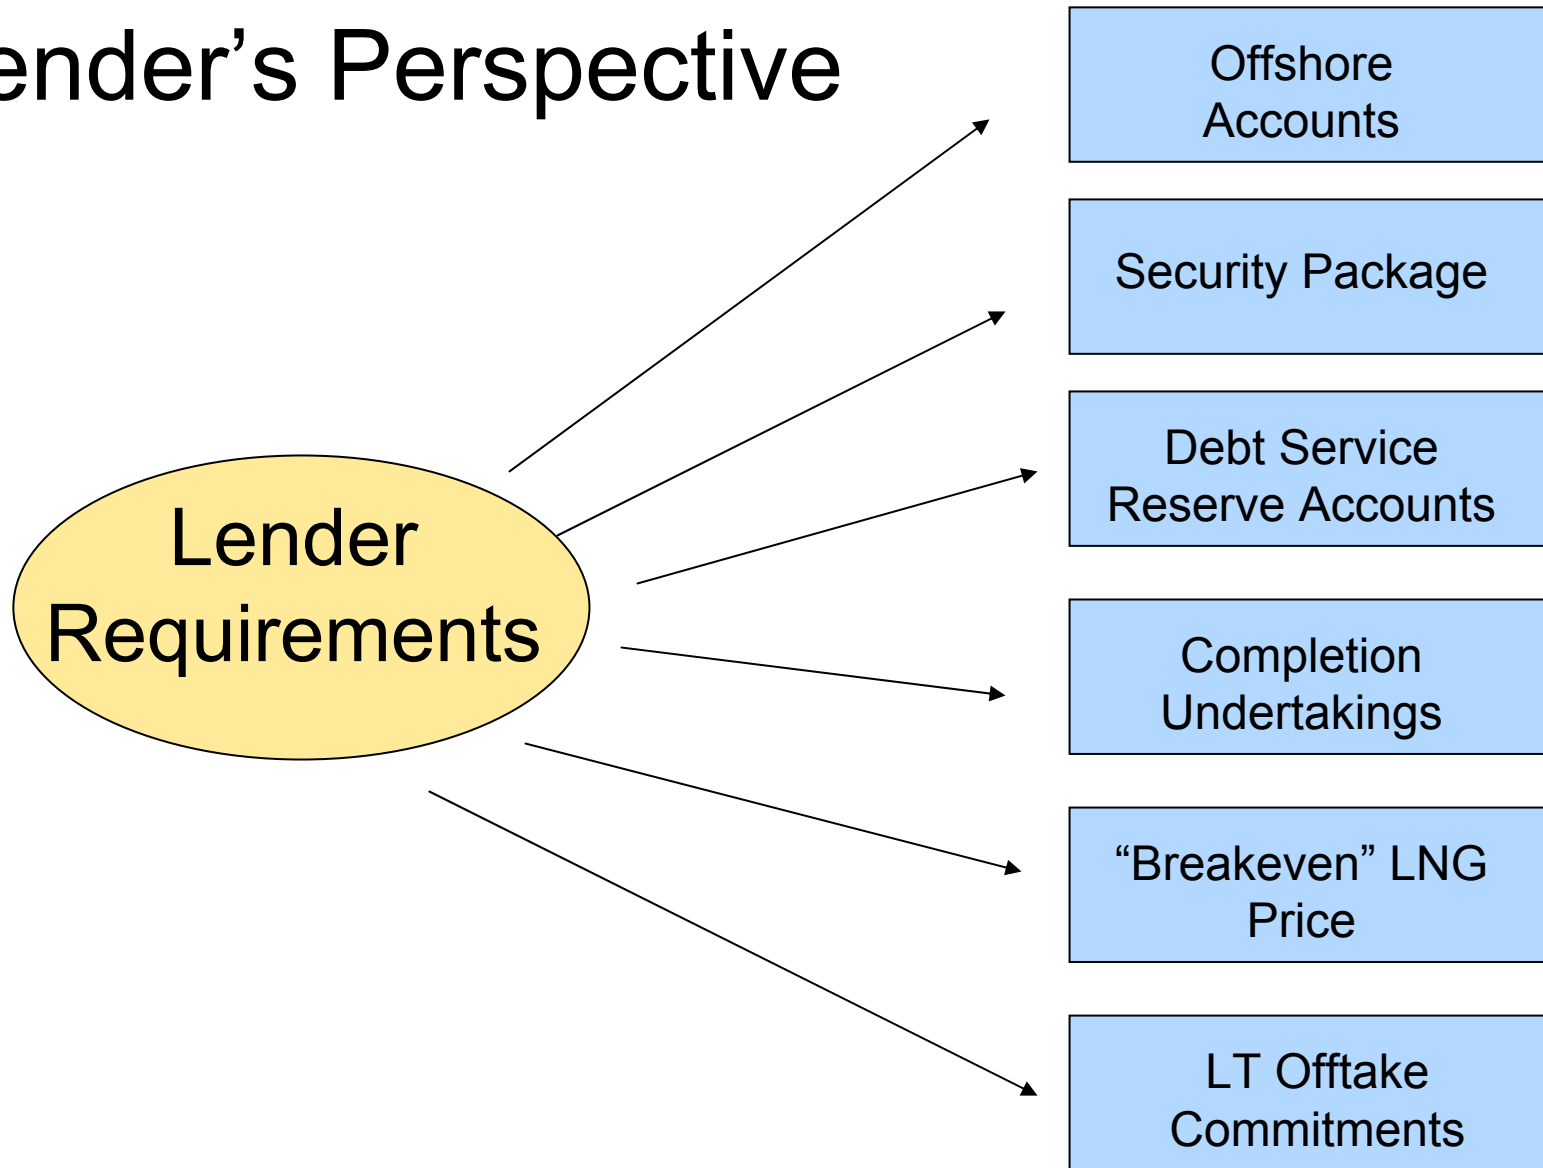 ender’s Perspective
Offshore
Accounts
Security Package
Debt Service
Reserve Accounts
Lender
Requirements
Completion
Undertakings
“Breakeven” LNG
Price
LT Offtake
Commitments